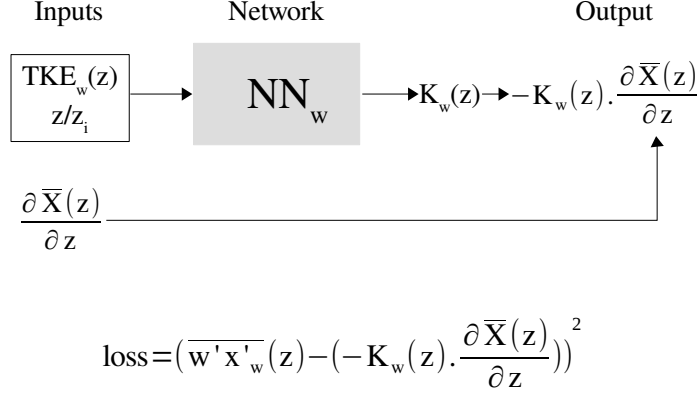 Inputs Network Output
TKE_w(z)
z/z_i
NN_w
K_w(z)
−K_w(z).∂X̅(z)/∂z
∂X̅(z)/∂z
loss=(w'x'_w̅(z)−(−K_w(z).∂X̅(z)/∂z))²